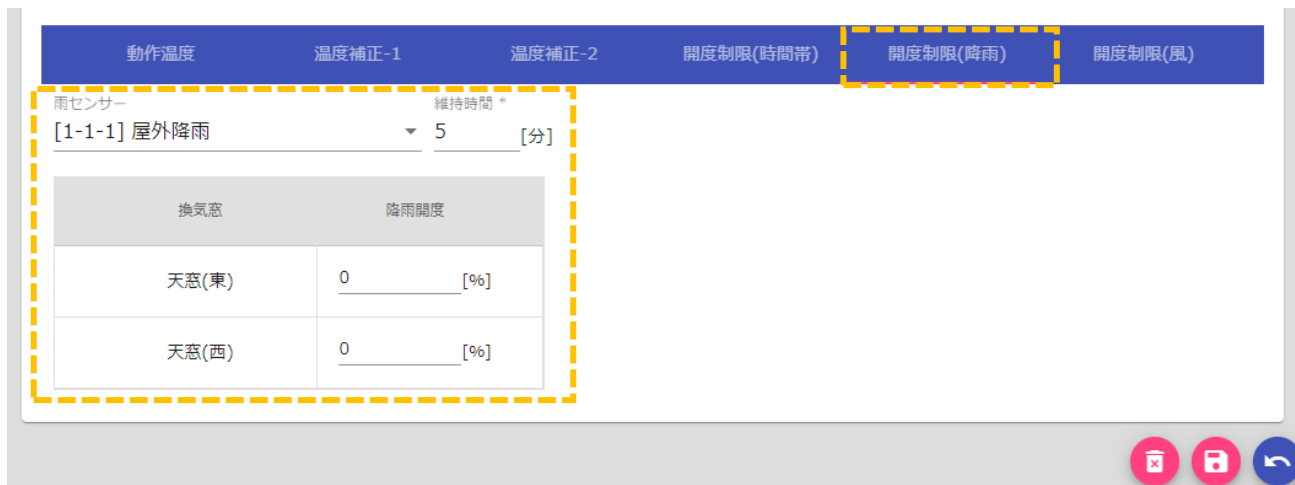 動作温度 温度補正-1 温度補正-2 開度制限(時間帯) 開度制限(降雨) 開度制限(風)
雨センサー 維持時間 *
[1-1-1] 屋外降雨 5 [分]
換気窓 降雨開度
天窓(東) 0 [%]
天窓(西) 0 [%]